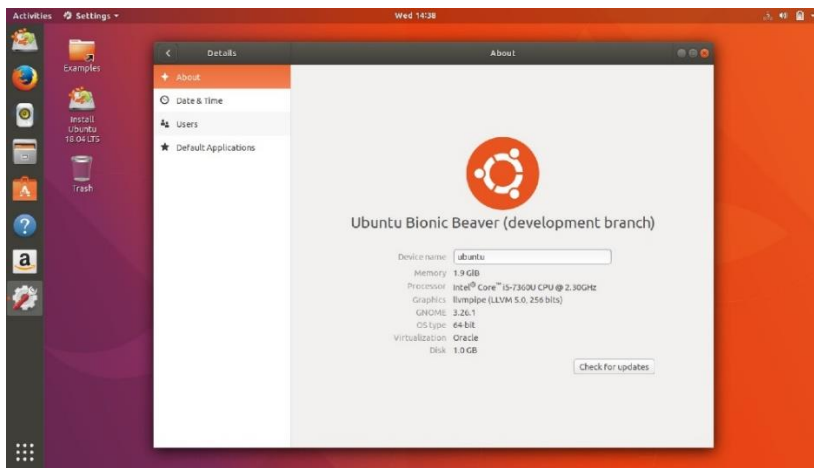 Activities
Settings
Wed 14:38
Examples
Install
Ubuntu
18.04 LTS
Trash
a
Details
About
About
Date & Time
Users
Default Applications
Ubuntu Bionic Beaver (development branch)
Device name ubuntu
Memory 1.9 GiB
Processor Intel® Core™ i5-7360U CPU @ 2.30GHz
Graphics llvmpipe (LLVM 5.0, 256 bits)
GNOME 3.26.1
OS type 64-bit
Virtualization Oracle
Disk 1.0 GB
Check for updates